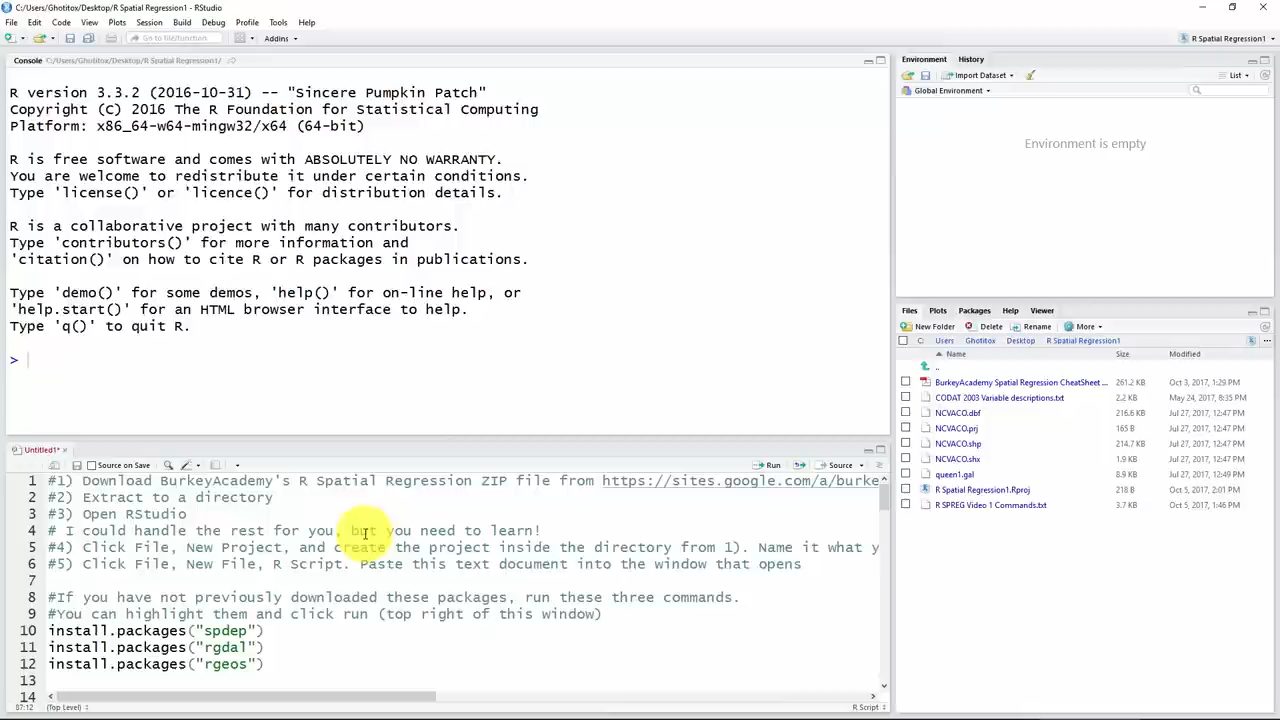 C:/Users/Ghotitox/Desktop/R Spatial Regression1 - RStudio
File Edit Code View Plots Session Build Debug Profile Tools Help
Go to file/function
Addins
R Spatial Regression1
Console C:/Users/Ghotitox/Desktop/R Spatial Regression1/
R version 3.3.2 (2016-10-31) -- "Sincere Pumpkin Patch"
Copyright (c) 2016 The R Foundation for Statistical Computing
Platform: x86_64-w64-mingw32/x64 (64-bit)
R is free software and comes with ABSOLUTELY NO WARRANTY.
You are welcome to redistribute it under certain conditions.
Type 'license()' or 'licence()' for distribution details.
R is a collaborative project with many contributors.
Type 'contributors()' for more information and
'citation()' on how to cite R or R packages in publications.
Type 'demo()' for some demos, 'help()' for on-line help, or
'help.start()' for an HTML browser interface to help.
Type 'q()' to quit R.
>
Untitled1*
Source on Save
Run
Source
1 #1) Download BurkeyAcademy's R Spatial Regression ZIP file from https://sites.google.com/a/burke
2 #2) Extract to a directory
3 #3) Open RStudio
4 # I could handle the rest for you, but you need to learn!
5 #4) Click File, New Project, and create the project inside the directory from 1). Name it what y
6 #5) Click File, New File, R Script. Paste this text document into the window that opens
7
8 #If you have not previously downloaded these packages, run these three commands.
9 #You can highlight them and click run (top right of this window)
10 install.packages("spdep")
11 install.packages("rgdal")
12 install.packages("rgeos")
13
14
87:12 (Top Level) R Script
Environment History
Import Dataset List
Global Environment
Environment is empty
Files Plots Packages Help Viewer
New Folder Delete Rename More
C: Users Ghotitox Desktop R Spatial Regression1 ...
Name Size Modified
..
BurkeyAcademy Spatial Regression CheatSheet ... 261.2 KB Oct 3, 2017, 1:29 PM
CODAT 2003 Variable descriptions.txt 2.2 KB May 24, 2017, 8:35 PM
NCVACO.dbf 216.6 KB Jul 27, 2017, 12:47 PM
NCVACO.prj 165 B Jul 27, 2017, 12:47 PM
NCVACO.shp 214.7 KB Jul 27, 2017, 12:47 PM
NCVACO.shx 1.9 KB Jul 27, 2017, 12:47 PM
queen1.gal 8.9 KB Jul 27, 2017, 12:47 PM
R Spatial Regression1.Rproj 218 B Oct 5, 2017, 2:01 PM
R SPREG Video 1 Commands.txt Oct 5, 2017, 1:46 PM